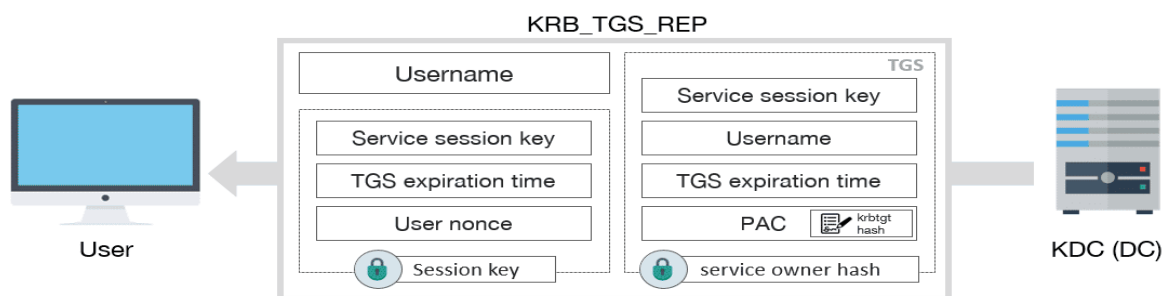 KRB_TGS_REP
Username
Service session key
TGS expiration time
User nonce
Session key
TGS
Service session key
Username
TGS expiration time
PAC
krbtgt
hash
service owner hash
User
KDC (DC)